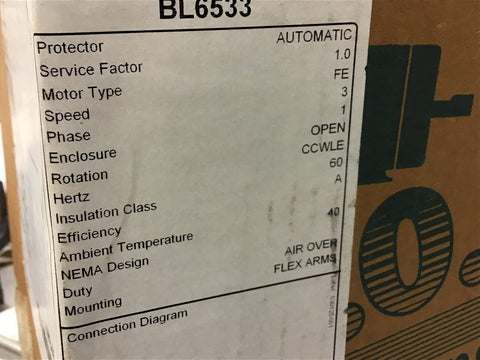 BL6533
Protector AUTOMATIC
Service Factor 1.0
Motor Type FE
Speed 3
Phase 1
Enclosure OPEN
Rotation CCWLE
Hertz 60
Insulation Class A
Efficiency
Ambient Temperature 40
NEMA Design
Duty AIR OVER
Mounting FLEX ARMS
Connection Diagram
.O.